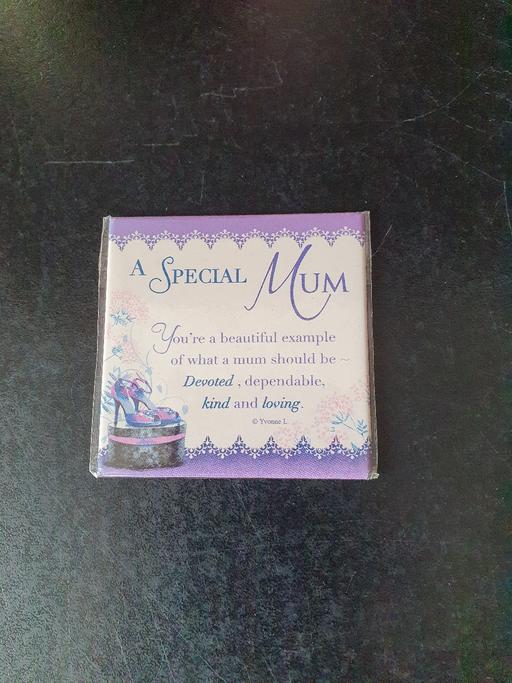 A SPECIAL MUM
You're a beautiful example
of what a mum should be ~
Devoted , dependable,
kind and loving.
© Yvonne L.